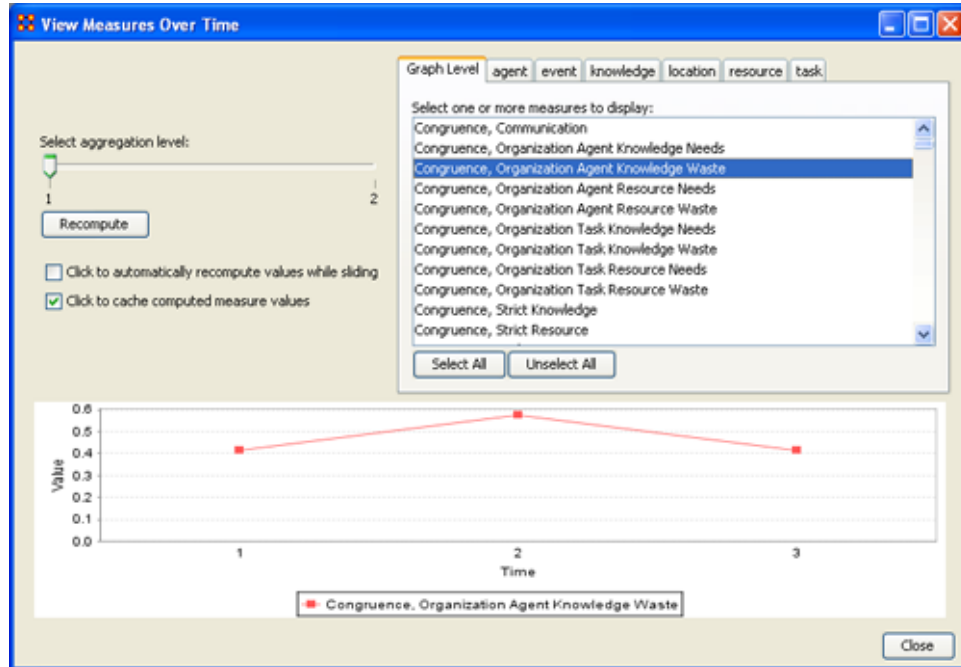 View Measures Over Time
Graph Level agent event knowledge location resource task
Select one or more measures to display:
Congruence, Communication
Congruence, Organization Agent Knowledge Needs
Congruence, Organization Agent Knowledge Waste
Congruence, Organization Agent Resource Needs
Congruence, Organization Agent Resource Waste
Congruence, Organization Task Knowledge Needs
Congruence, Organization Task Knowledge Waste
Congruence, Organization Task Resource Needs
Congruence, Organization Task Resource Waste
Congruence, Strict Knowledge
Congruence, Strict Resource
Select All Unselect All
Select aggregation level:
1 2
Recompute
Click to automatically recompute values while sliding
Click to cache computed measure values
0.6
0.5
0.4
0.3
0.2
0.1
0.0
Value
1 2 3
Time
Congruence, Organization Agent Knowledge Waste
Close